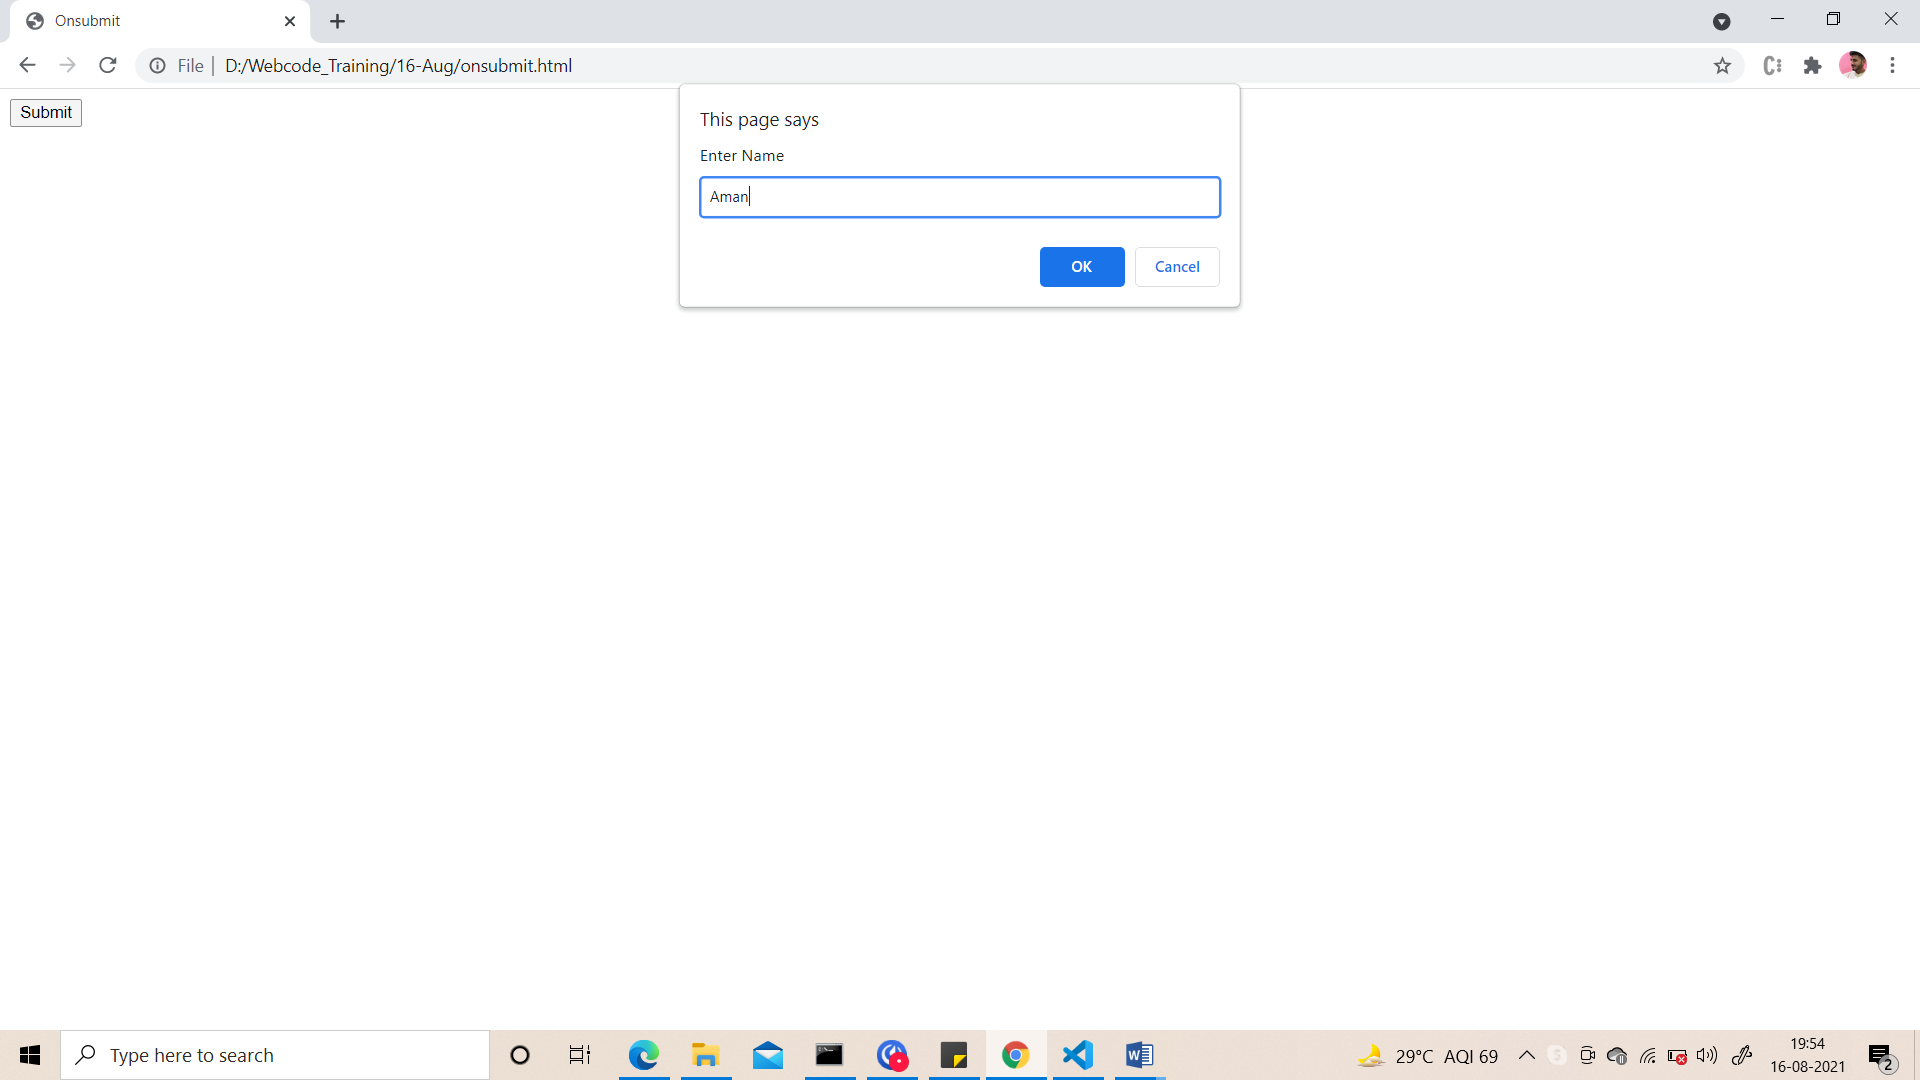 Onsubmit
File
D:/Webcode_Training/16-Aug/onsubmit.html
Submit
This page says
Enter Name
Aman
OK
Cancel
Type here to search
29°C AQI 69
19:54
16-08-2021
2